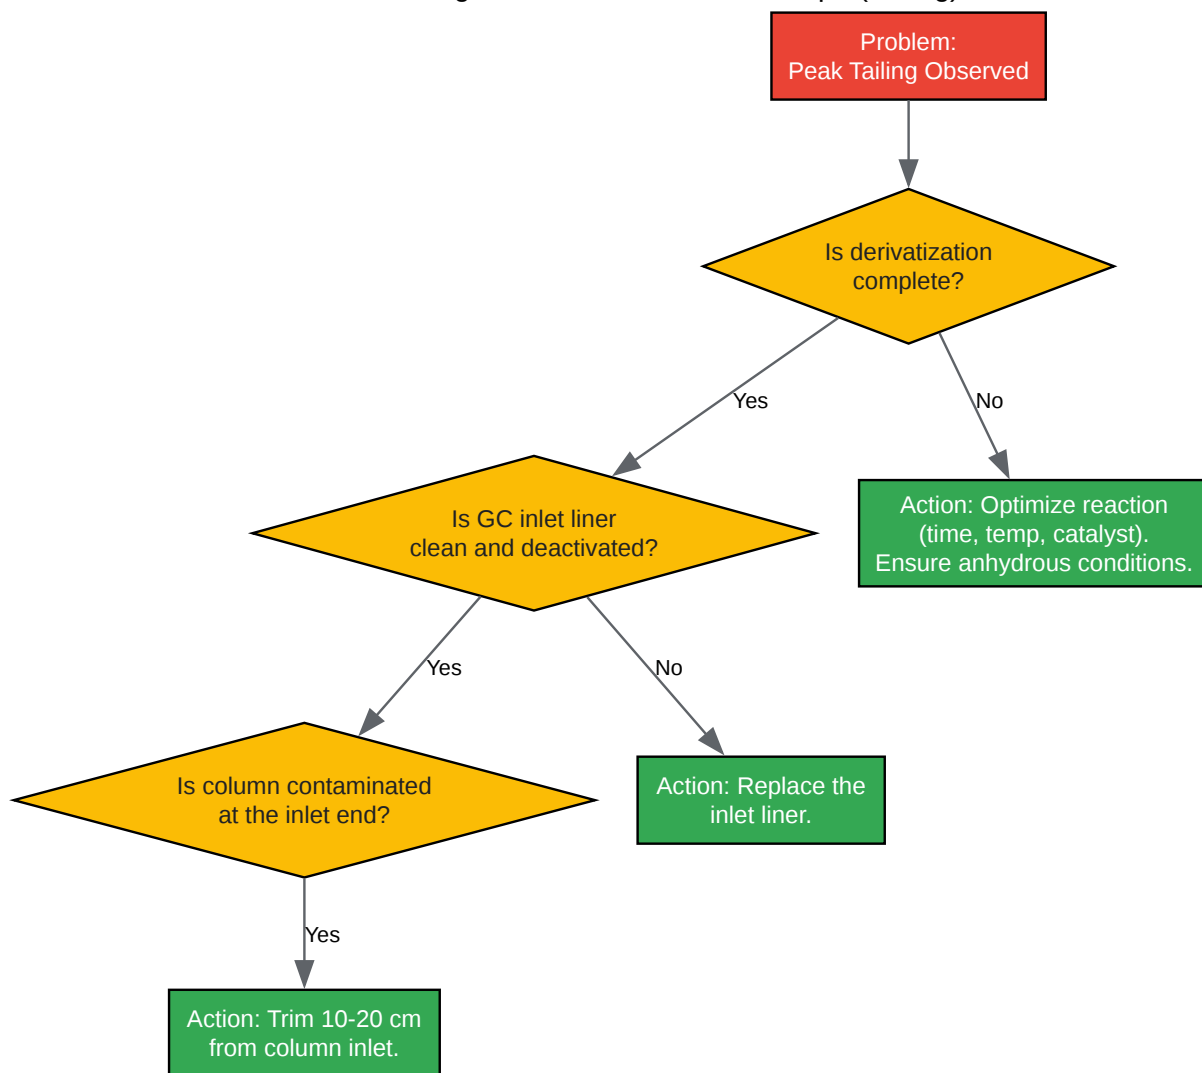 Problem:
Peak Tailing Observed
Is derivatization
complete?
Yes
No
Is GC inlet liner
clean and deactivated?
Action: Optimize reaction
(time, temp, catalyst).
Ensure anhydrous conditions.
Yes
No
Is column contaminated
at the inlet end?
Action: Replace the
inlet liner.
Yes
Action: Trim 10-20 cm
from column inlet.